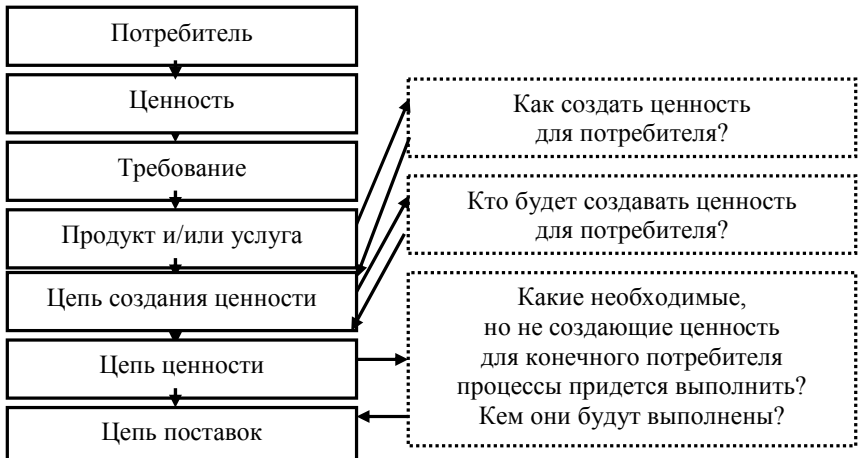 Потребитель
Ценность
Требование
Продукт и/или услуга
Цепь создания ценности
Цепь ценности
Цепь поставок
Как создать ценность
для потребителя?
Кто будет создавать ценность
для потребителя?
Какие необходимые,
но не создающие ценность
для конечного потребителя
процессы придется выполнить?
Кем они будут выполнены?